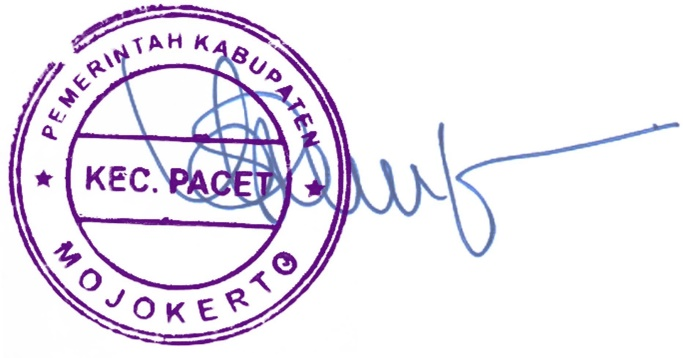 PEMERINTAH KABUPATEN
KEC. PACET
MOJOKERTO